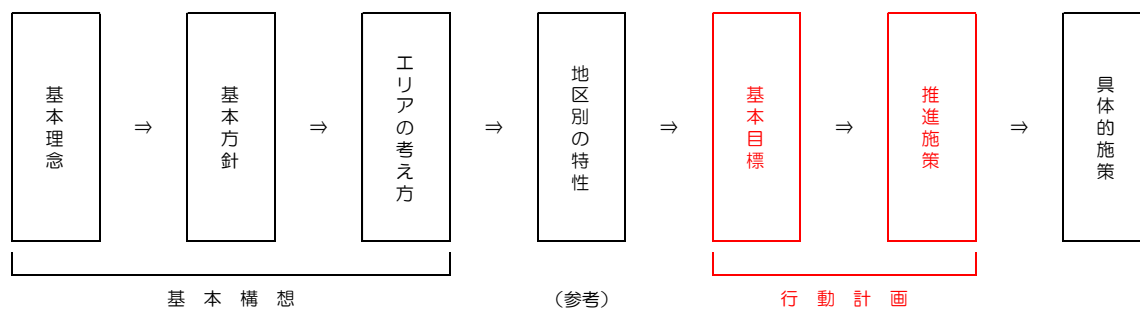 基本理念
⇒
基本方針
⇒
エリアの考え方
⇒
地区別の特性
⇒
基本目標
⇒
推進施策
⇒
具体的施策
基本構想
(参考)
行動計画